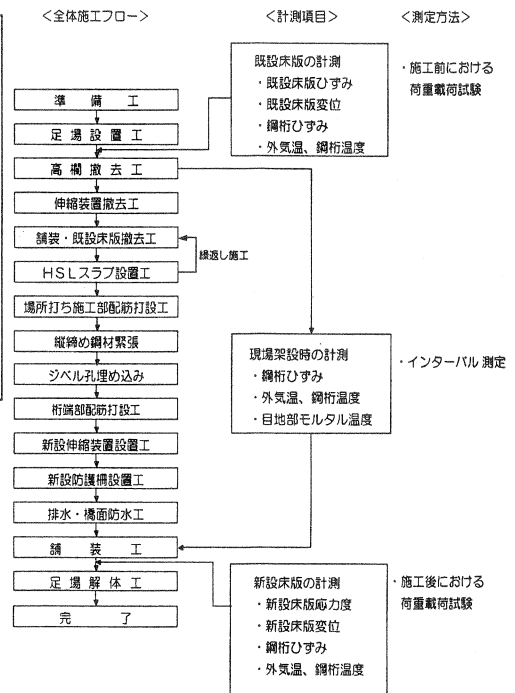 ＜全体施工フロー＞
＜計測項目＞
＜測定方法＞
準備工
足場設置工
高欄撤去工
伸縮装置撤去工
舗装・既設床版撤去工
HSLスラブ設置工
繰返し施工
場所打ち施工部配筋打設工
縦締め鋼材緊張
ジベル孔埋め込み
桁端部配筋打設工
新設伸縮装置設置工
新設防護柵設置工
排水・橋面防水工
舗装工
足場解体工
完了
既設床版の計測
・既設床版ひずみ
・既設床版変位
・鋼桁ひずみ
・外気温、鋼桁温度
・施工前における
荷重載荷試験
現場架設時の計測
・鋼桁ひずみ
・外気温、鋼桁温度
・目地部モルタル温度
・インターバル測定
新設床版の計測
・新設床版応力度
・新設床版変位
・鋼桁ひずみ
・外気温、鋼桁温度
・施工後における
荷重載荷試験